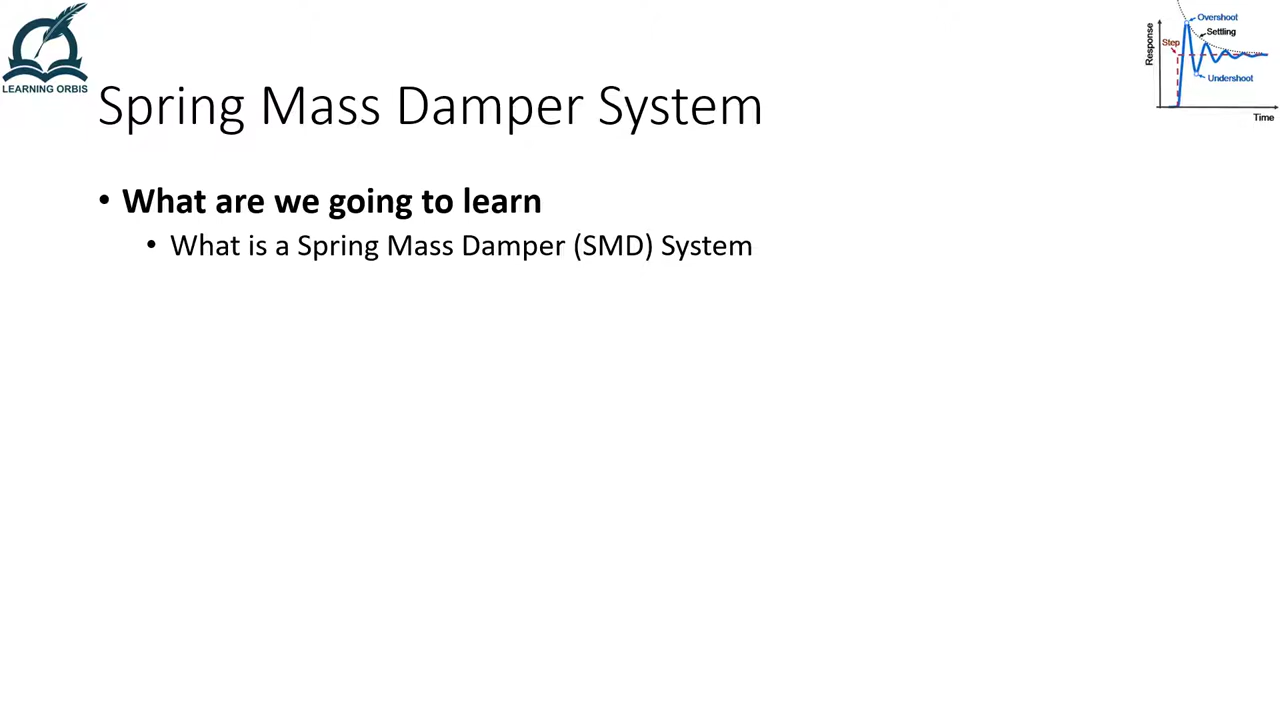 LEARNING ORBIS
Spring Mass Damper System
• What are we going to learn
• What is a Spring Mass Damper (SMD) System
Response
Overshoot
Settling
Step
Undershoot
Time